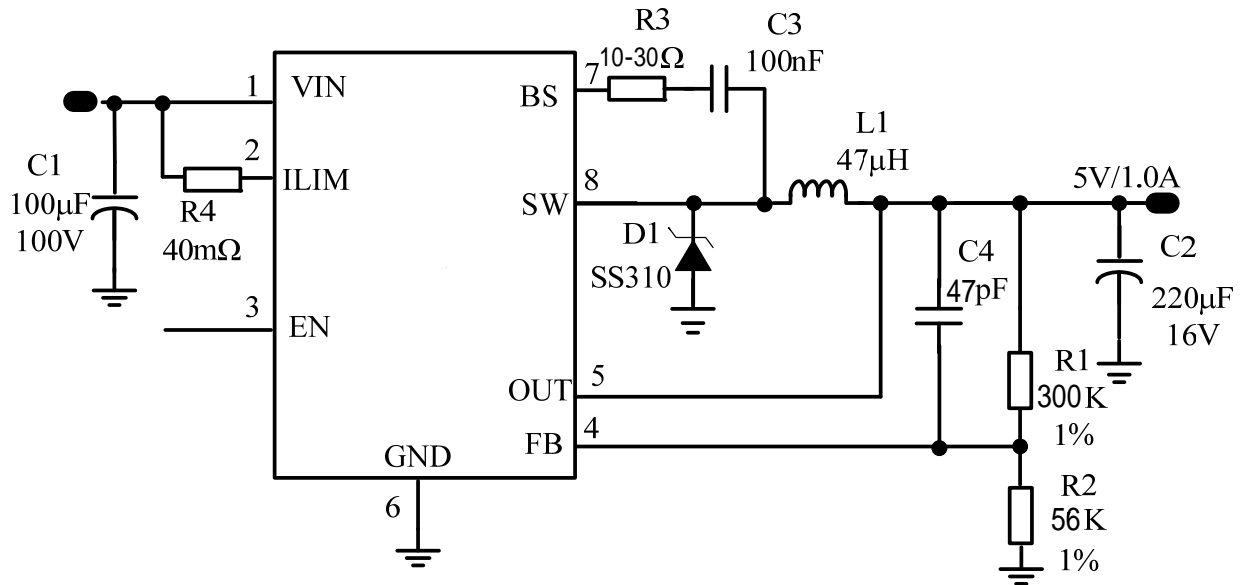 R3
10-30Ω
C3
100nF
1
VIN
7
BS
2
ILIM
C1
100μF
100V
R4
40mΩ
L1
47μH
8
SW
5V/1.0A
D1
SS310
C4
47pF
C2
220μF
16V
3
EN
5
OUT
R1
300K
1%
4
FB
GND
6
R2
56K
1%